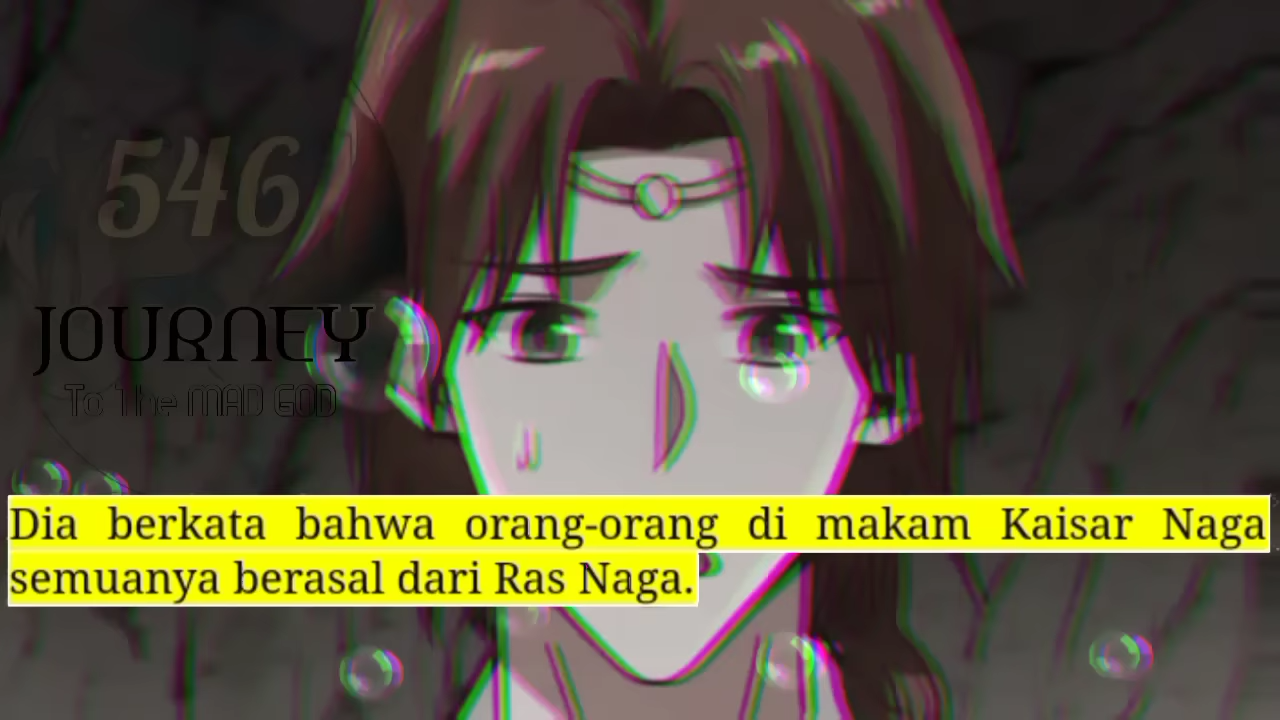 546
JOURNEY
To The MAD GOD
Dia berkata bahwa orang-orang di makam Kaisar Naga
semuanya berasal dari Ras Naga.